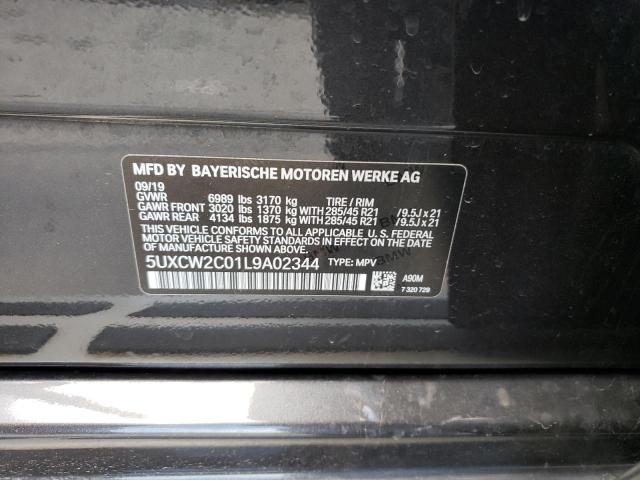 MFD BY BAYERISCHE MOTOREN WERKE AG
09/19
GVWR 6989 lbs 3170 kg TIRE / RIM
GAWR FRONT 3020 lbs 1370 kg WITH 285/45 R21 /9.5J x 21
GAWR REAR 4134 lbs 1875 kg WITH 285/45 R21 /9.5J x 21
THIS VEHICLE CONFORMS TO ALL APPLICABLE U.S. FEDERAL
MOTOR VEHICLE SAFETY STANDARDS IN EFFECT ON THE
DATE OF MANUFACTURE SHOWN ABOVE.
5UXCW2C01L9A02344 TYPE: MPV
A90M
7 320 729
BMW